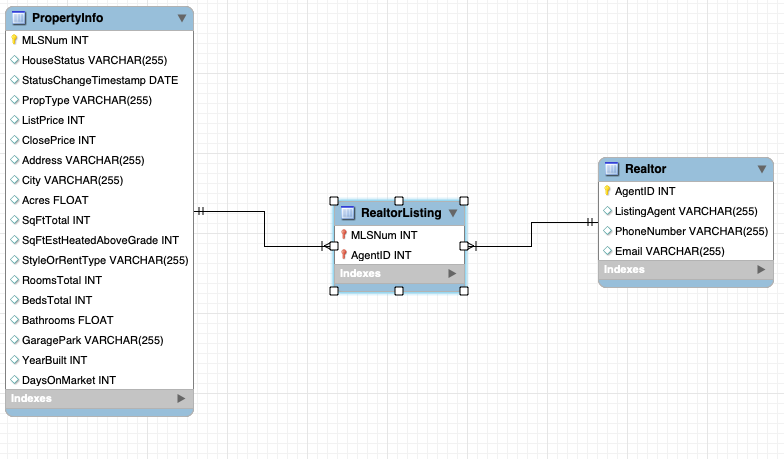 PropertyInfo
MLSNum INT
HouseStatus VARCHAR(255)
StatusChangeTimestamp DATE
PropType VARCHAR(255)
ListPrice INT
ClosePrice INT
Address VARCHAR(255)
City VARCHAR(255)
Acres FLOAT
SqFtTotal INT
SqFtEstHeatedAboveGrade INT
StyleOrRentType VARCHAR(255)
RoomsTotal INT
BedsTotal INT
Bathrooms FLOAT
GaragePark VARCHAR(255)
YearBuilt INT
DaysOnMarket INT
Indexes
RealtorListing
MLSNum INT
AgentID INT
Indexes
Realtor
AgentID INT
ListingAgent VARCHAR(255)
PhoneNumber VARCHAR(255)
Email VARCHAR(255)
Indexes